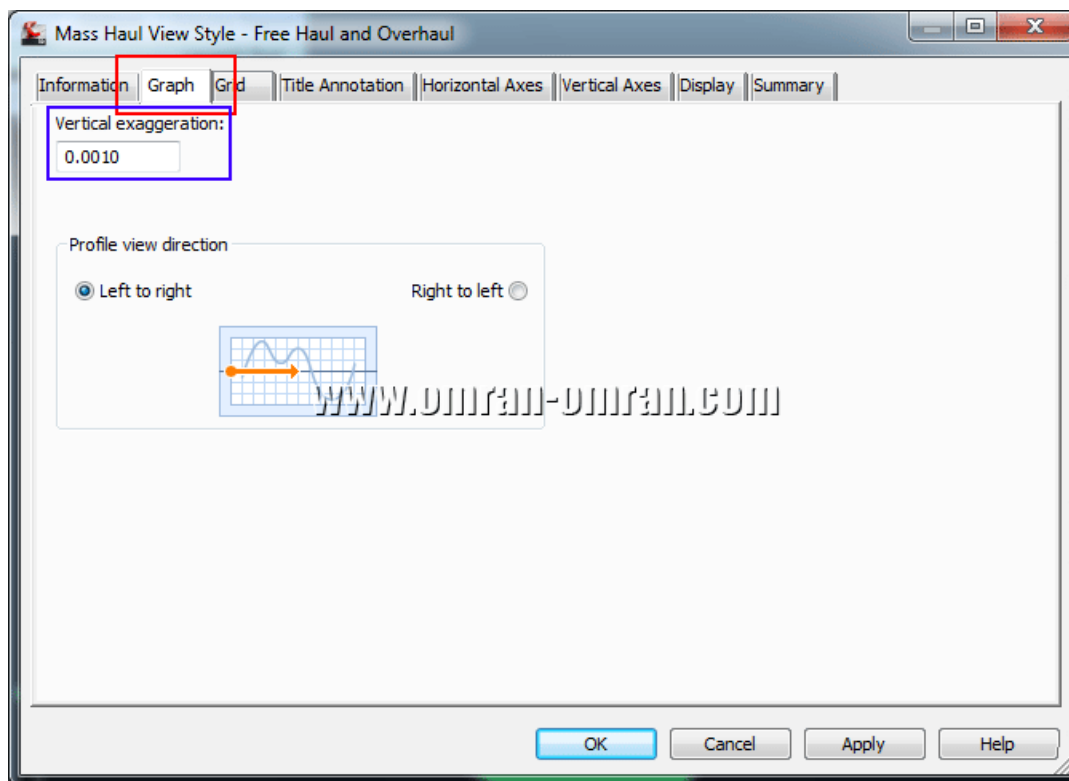 Mass Haul View Style - Free Haul and Overhaul
Information Graph Grid Title Annotation Horizontal Axes Vertical Axes Display Summary
Vertical exaggeration:
0.0010
Profile view direction
Left to right Right to left
www.omran-omran.com
OK Cancel Apply Help